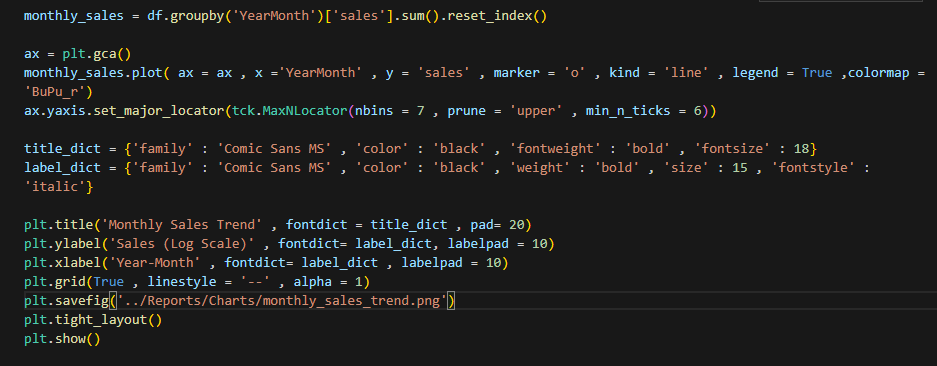 monthly_sales = df.groupby('YearMonth')['sales'].sum().reset_index()
ax = plt.gca()
monthly_sales.plot( ax = ax , x ='YearMonth' , y = 'sales' , marker = 'o' , kind = 'line' , legend = True ,colormap =
'BuPu_r')
ax.yaxis.set_major_locator(tck.MaxNLocator(nbins = 7 , prune = 'upper' , min_n_ticks = 6))
title_dict = {'family' : 'Comic Sans MS' , 'color' : 'black' , 'fontweight' : 'bold' , 'fontsize' : 18}
label_dict = {'family' : 'Comic Sans MS' , 'color' : 'black' , 'weight' : 'bold' , 'size' : 15 , 'fontstyle' :
'italic'}
plt.title('Monthly Sales Trend' , fontdict = title_dict , pad= 20)
plt.ylabel('Sales (Log Scale)' , fontdict= label_dict, labelpad = 10)
plt.xlabel('Year-Month' , fontdict= label_dict , labelpad = 10)
plt.grid(True , linestyle = '--' , alpha = 1)
plt.savefig('../Reports/Charts/monthly_sales_trend.png')
plt.tight_layout()
plt.show()